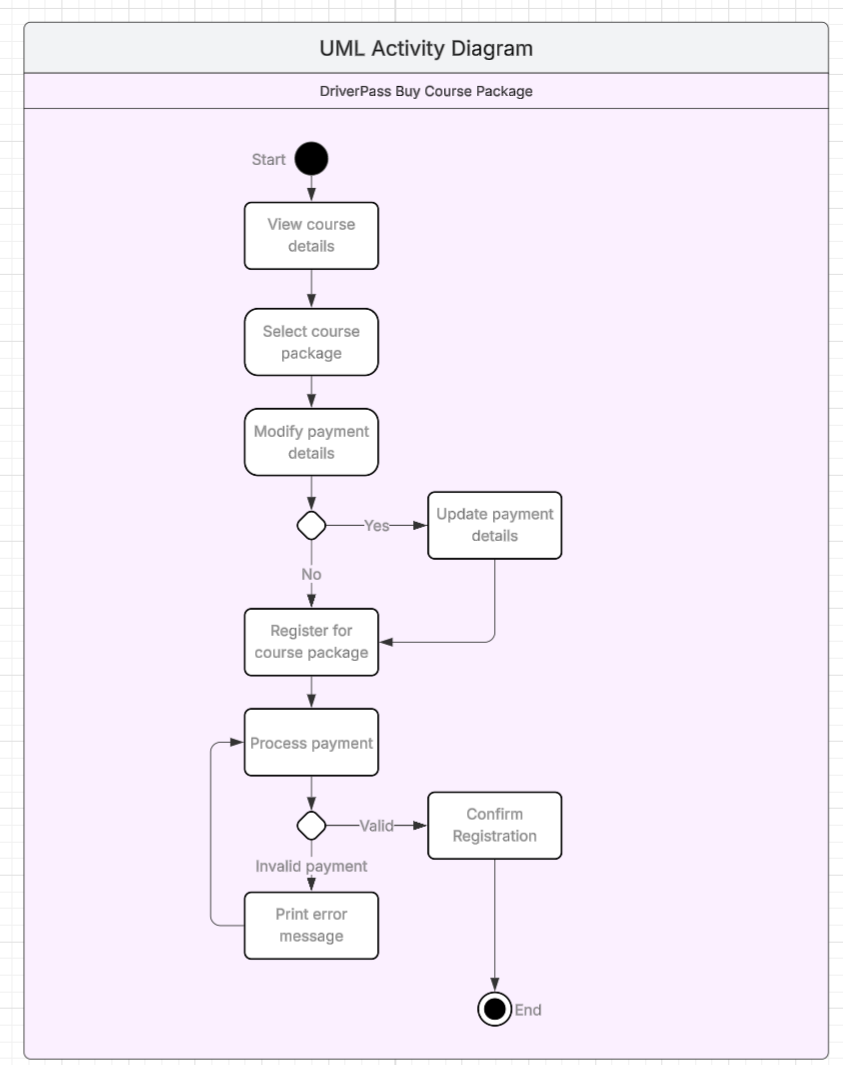 UML Activity Diagram
DriverPass Buy Course Package
Start
View course
details
Select course
package
Modify payment
details
Yes
Update payment
details
No
Register for
course package
Process payment
Valid
Confirm
Registration
Invalid payment
Print error
message
End